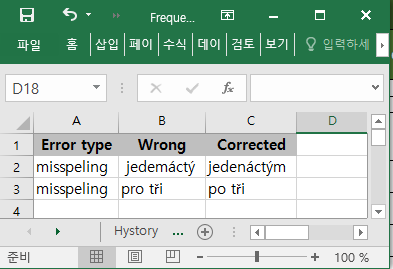 Freque...
파일 홈 삽입 페이 수식 데이 검토 보기 입력하세
D18 fx
A B C D
1 Error type Wrong Corrected
2 misspeling jedemáctý jedenáctým
3 misspeling pro tři po tři
4
Hystory ...
준비 100 %